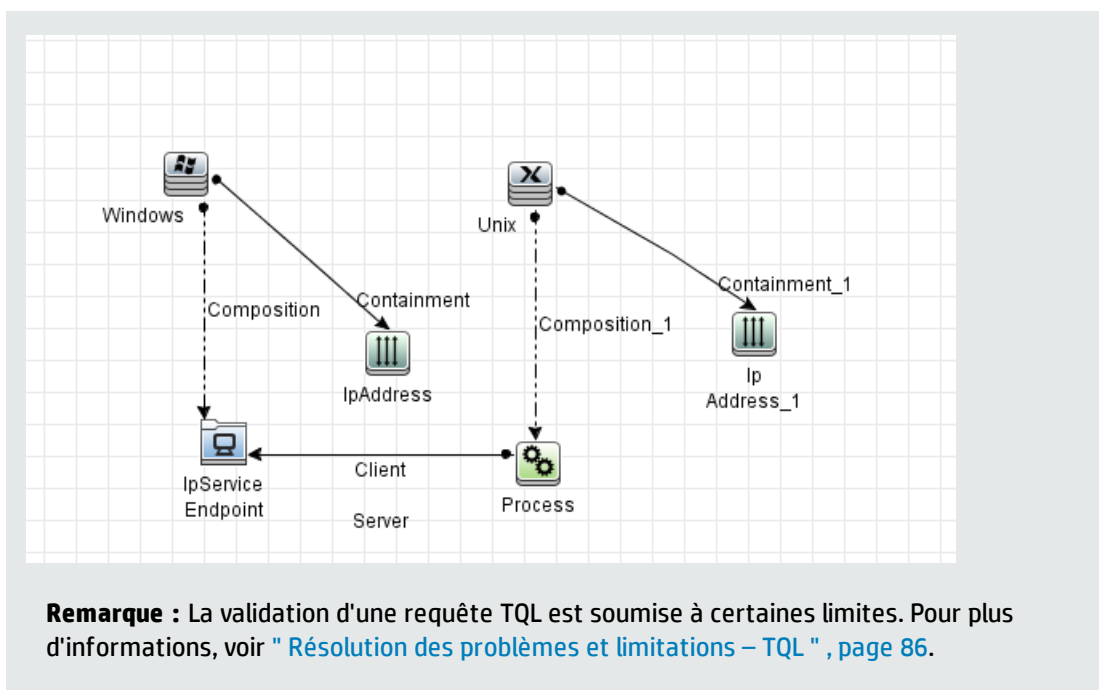 Windows
Unix
Composition
Containment
Composition_1
Containment_1
IpAddress
Ip
Address_1
IpService
Endpoint
Client
Server
Process
Remarque : La validation d'une requête TQL est soumise à certaines limites. Pour plus
d'informations, voir " Résolution des problèmes et limitations – TQL " , page 86.